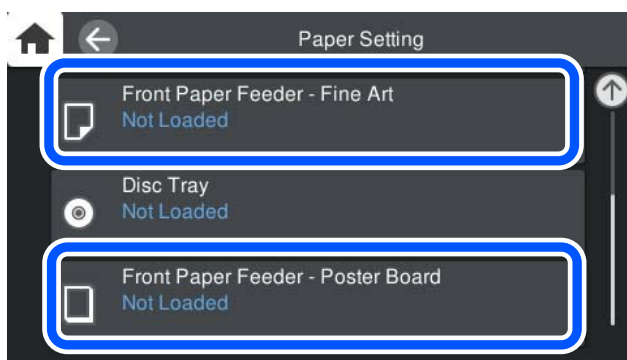 Paper Setting
Front Paper Feeder - Fine Art
Not Loaded
Disc Tray
Not Loaded
Front Paper Feeder - Poster Board
Not Loaded